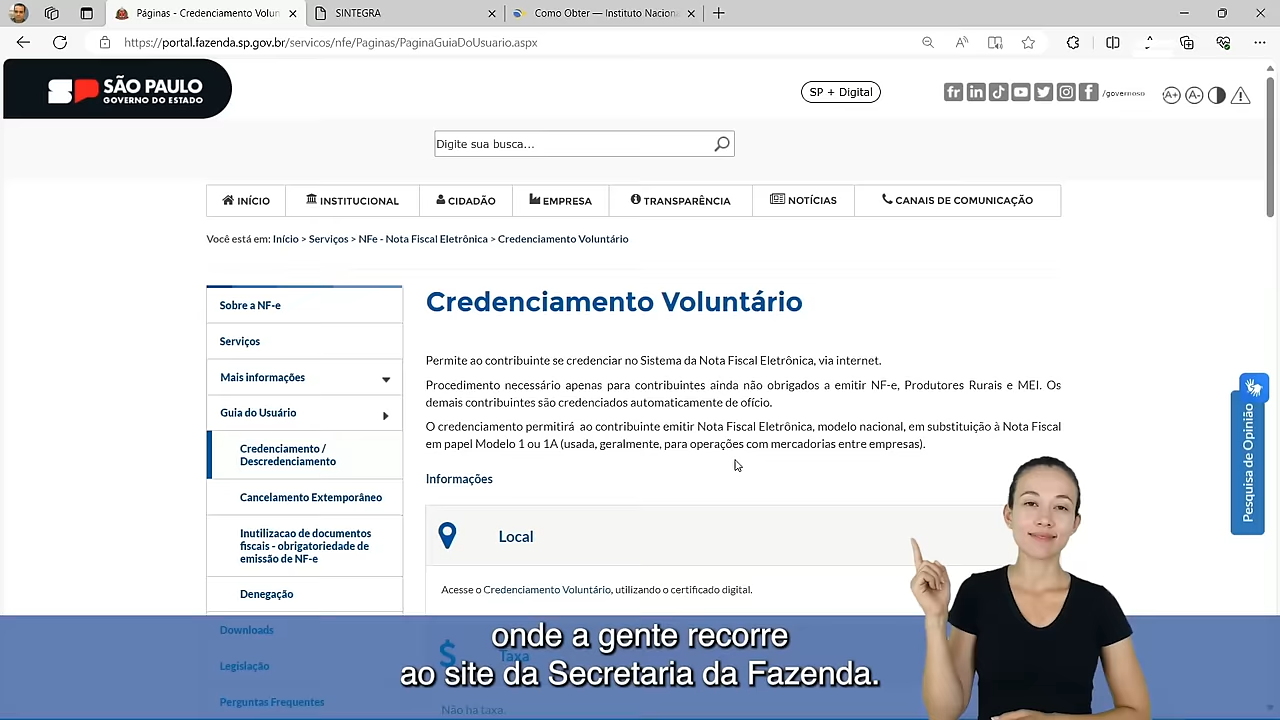 Páginas - Credenciamento Volun
SINTEGRA
Como Obter — Instituto Nacion
https://portal.fazenda.sp.gov.br/servicos/nfe/Paginas/PaginaGuiaDoUsuario.aspx
SÃO PAULO
GOVERNO DO ESTADO
SP + Digital
/governosp
A+ A-
Digite sua busca...
INÍCIO INSTITUCIONAL CIDADÃO EMPRESA TRANSPARÊNCIA NOTÍCIAS CANAIS DE COMUNICAÇÃO
Você está em: Início > Serviços > NFe - Nota Fiscal Eletrônica > Credenciamento Voluntário
Sobre a NF-e
Serviços
Mais informações
Guia do Usuário
Credenciamento /
Descredenciamento
Cancelamento Extemporâneo
Inutilizacao de documentos
fiscais - obrigatoriedade de
emissão de NF-e
Denegação
Downloads
Legislação
Perguntas Frequentes
Credenciamento Voluntário
Permite ao contribuinte se credenciar no Sistema da Nota Fiscal Eletrônica, via internet.
Procedimento necessário apenas para contribuintes ainda não obrigados a emitir NF-e, Produtores Rurais e MEI. Os
demais contribuintes são credenciados automaticamente de ofício.
O credenciamento permitirá ao contribuinte emitir Nota Fiscal Eletrônica, modelo nacional, em substituição à Nota Fiscal
em papel Modelo 1 ou 1A (usada, geralmente, para operações com mercadorias entre empresas).
Informações
Local
Acesse o Credenciamento Voluntário, utilizando o certificado digital.
Taxa
Não ha taxa.
Pesquisa de Opinião
onde a gente recorre
ao site da Secretaria da Fazenda.